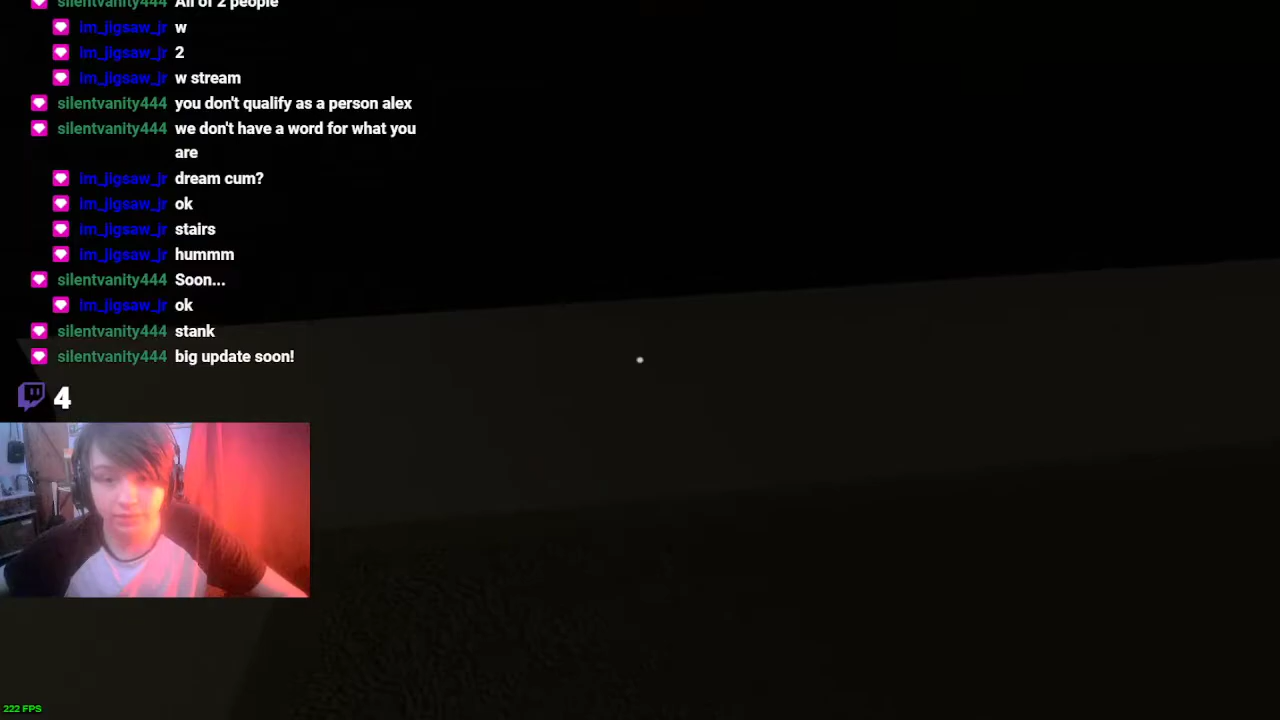 silentvanity444 All of 2 people
im_jigsaw_jr w
im_jigsaw_jr 2
im_jigsaw_jr w stream
silentvanity444 you don't qualify as a person alex
silentvanity444 we don't have a word for what you
are
im_jigsaw_jr dream cum?
im_jigsaw_jr ok
im_jigsaw_jr stairs
im_jigsaw_jr hummm
silentvanity444 Soon...
im_jigsaw_jr ok
silentvanity444 stank
silentvanity444 big update soon!
4
222 FPS